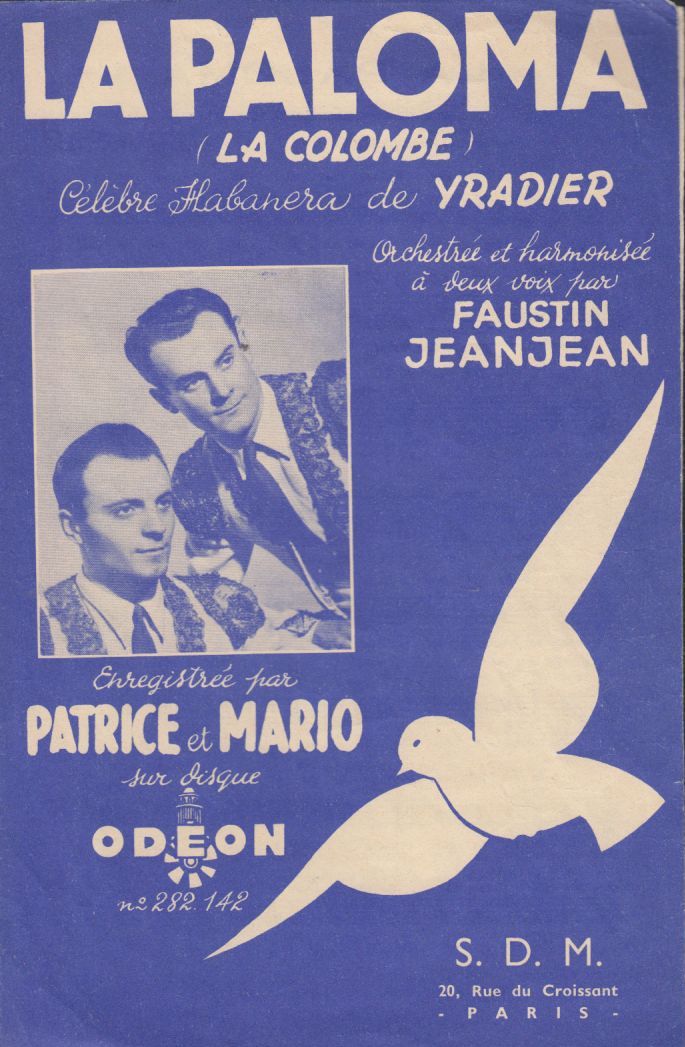 LA PALOMA
(LA COLOMBE)
Célèbre Habanera de YRADIER
Orchestrée et harmonisée
à deux voix par
FAUSTIN
JEANJEAN
Enregistrée par
PATRICE et MARIO
sur disque
ODEON
nº 282.142
S. D. M.
20, Rue du Croissant
- PARIS -